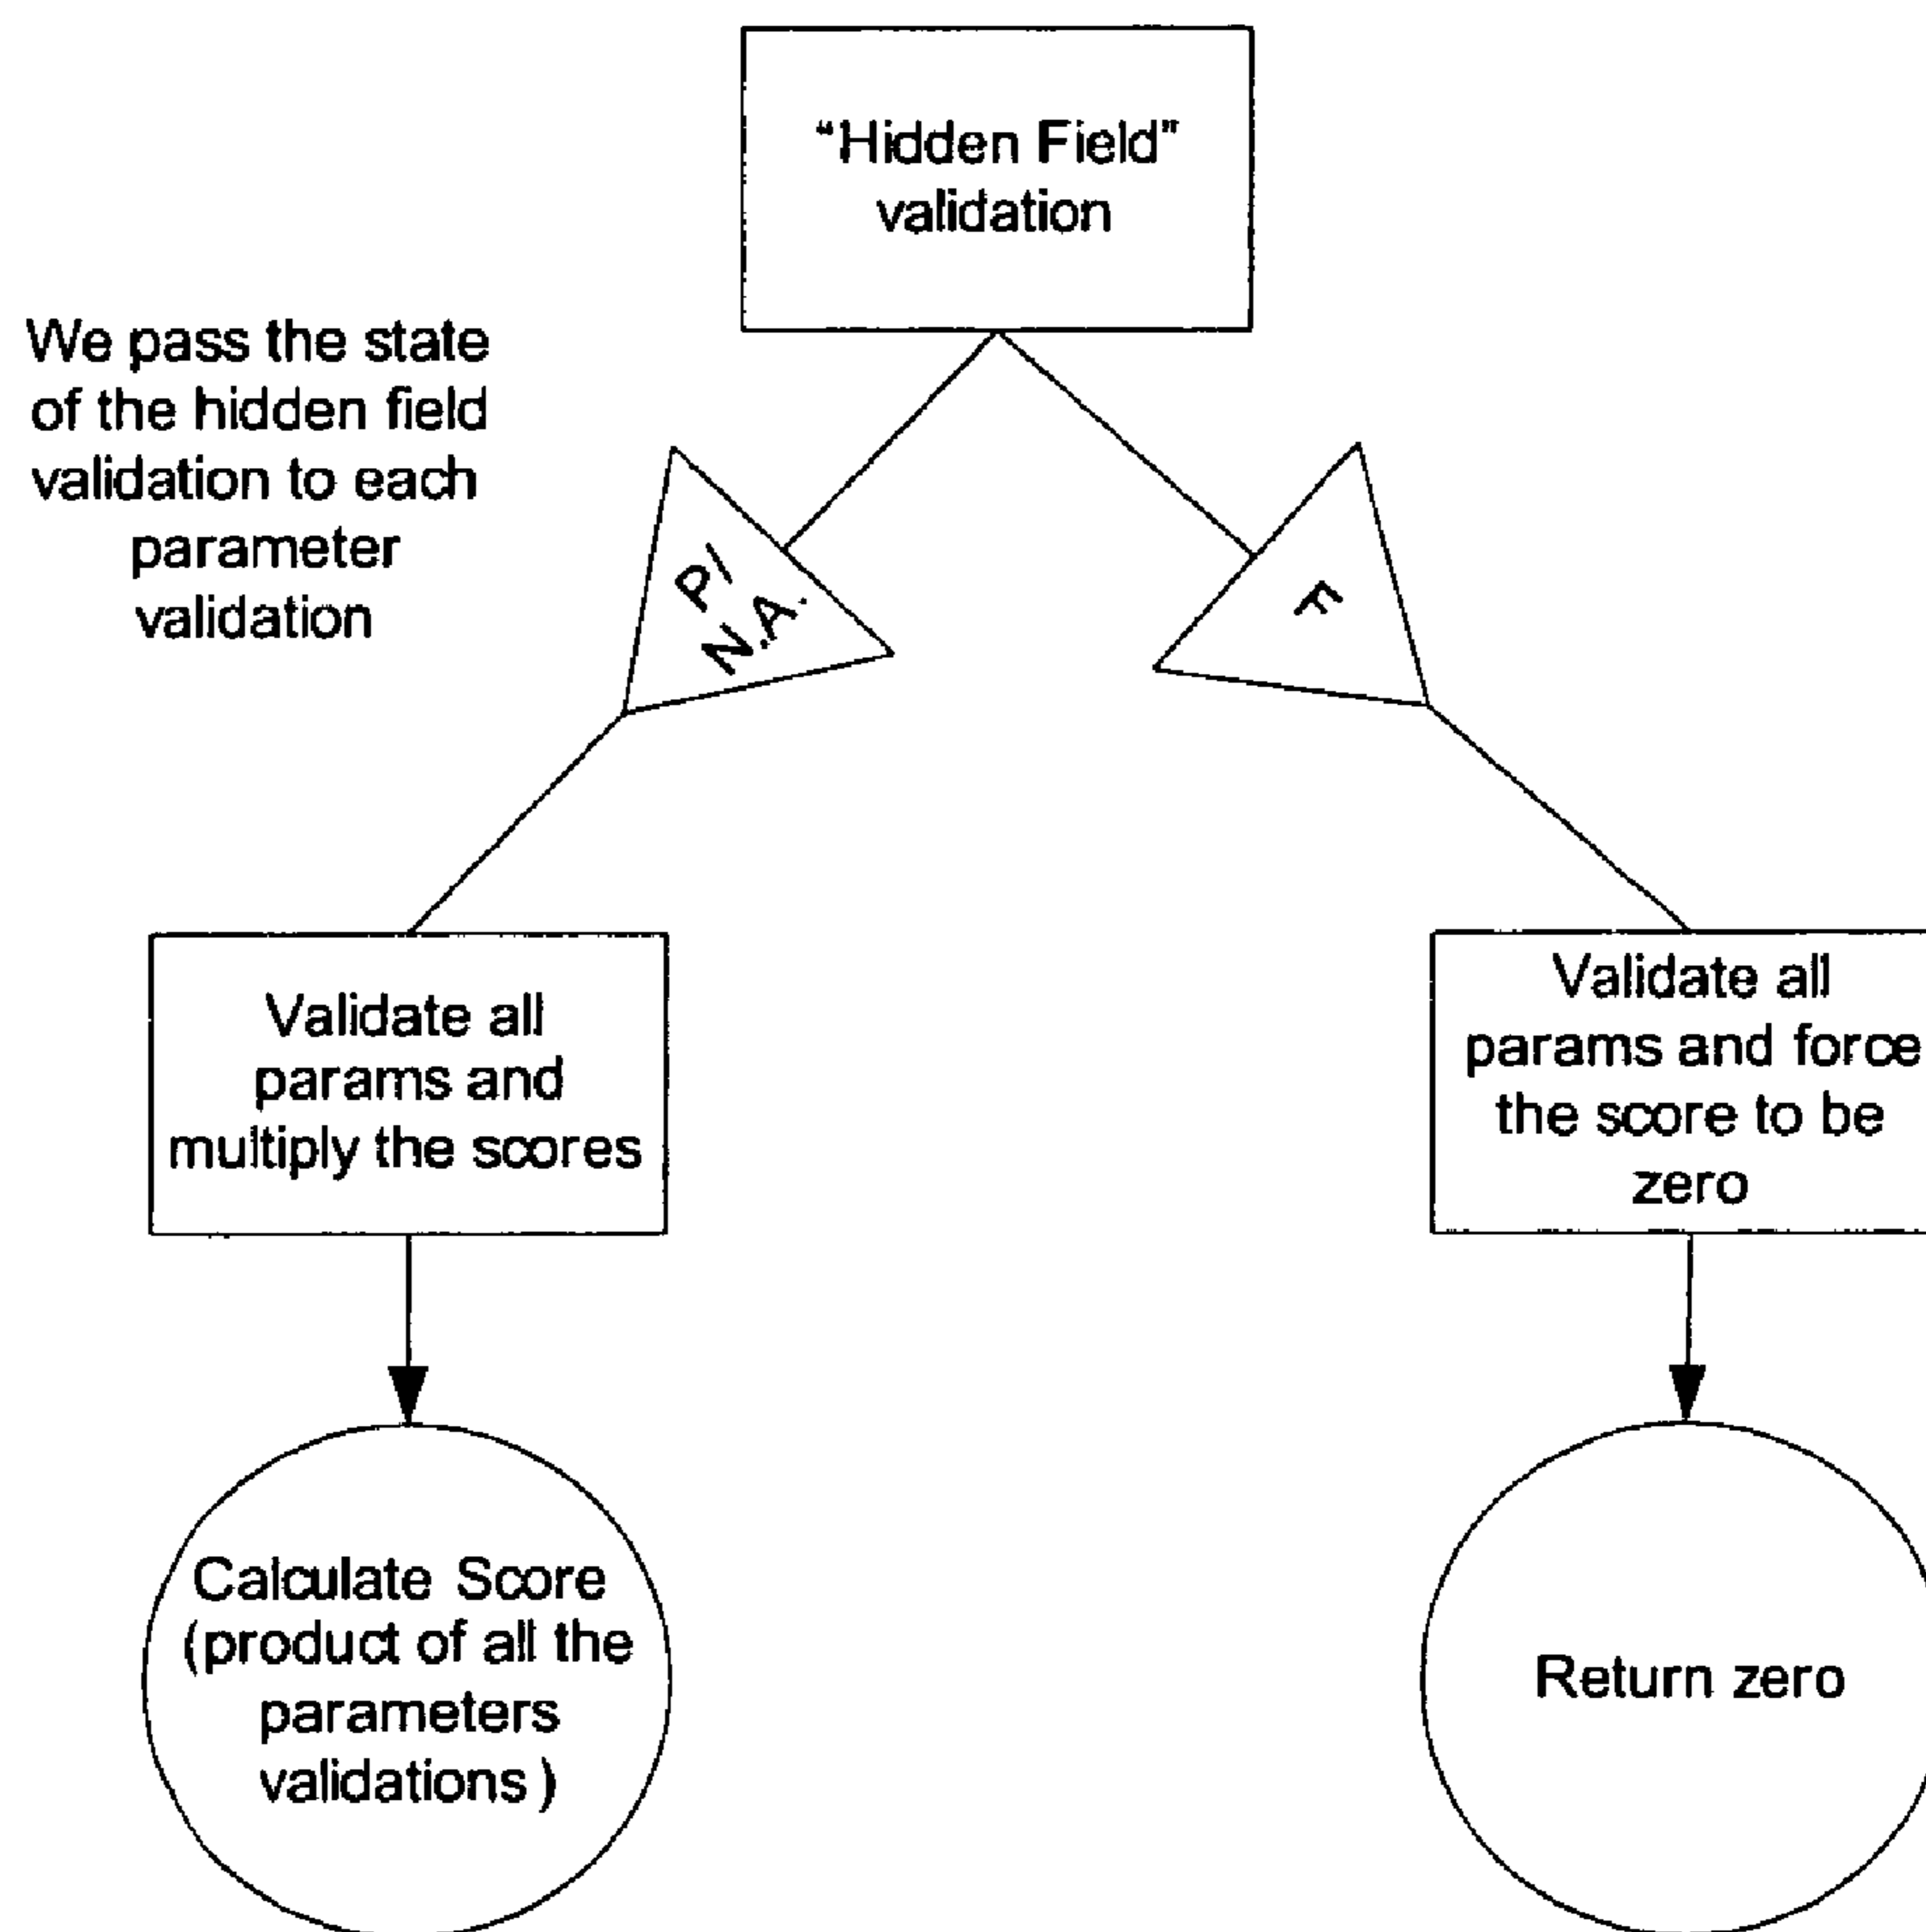 “Hidden Field”
validation
We pass the state
of the hidden field
validation to each
parameter
validation
P/
N.A.
F
Validate all
params and
multiply the scores
Validate all
params and force
the score to be
zero
Calculate Score
(product of all the
parameters
validations)
Return zero